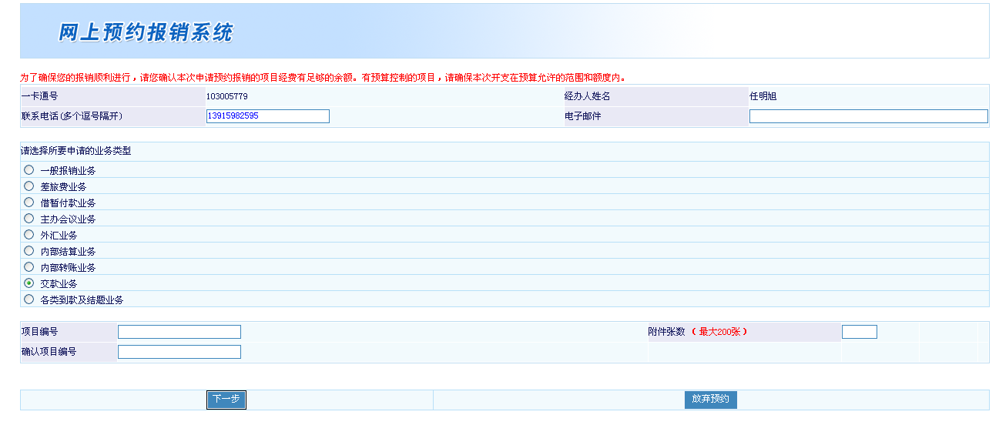 网上预约报销系统
为了确保您的报销顺利进行，请您确认本次申请预约报销的项目经费有足够的余额。有预算控制的项目，请确保本次开支在预算允许的范围和额度内。
一卡通号 103005779 经办人姓名 任明旭
联系电话(多个逗号隔开) 13915982595 电子邮件
请选择所要申请的业务类型
一般报销业务
差旅费业务
借暂付款业务
主办会议业务
外汇业务
内部结算业务
内部转账业务
交款业务
各类到款及结题业务
项目编号 附件张数 （最大200张）
确认项目编号
下一步 放弃预约